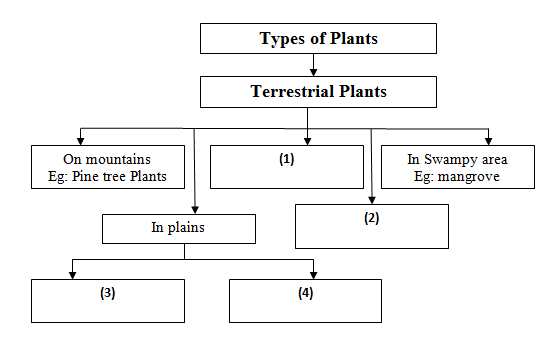 Types of Plants
Terrestrial Plants
On mountains
Eg: Pine tree Plants
(1)
In Swampy area
Eg: mangrove
(2)
In plains
(3)
(4)